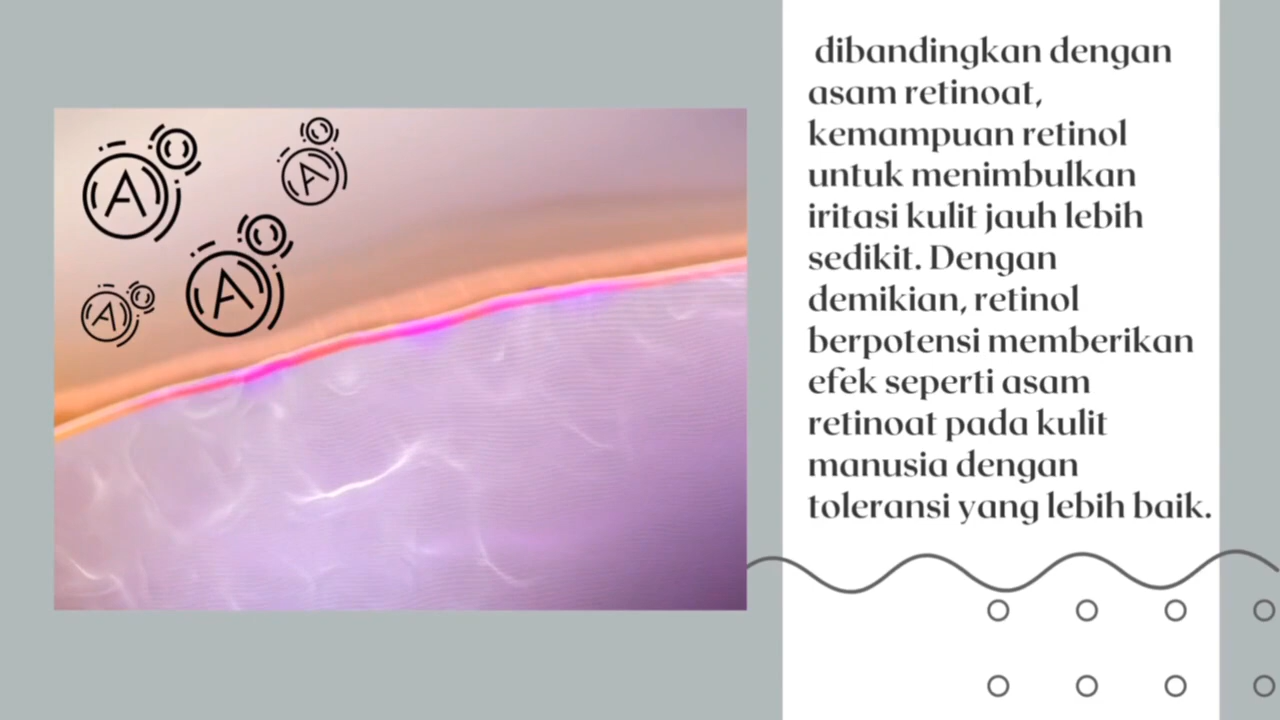 A
A
A
A
dibandingkan dengan
asam retinoat,
kemampuan retinol
untuk menimbulkan
iritasi kulit jauh lebih
sedikit. Dengan
demikian, retinol
berpotensi memberikan
efek seperti asam
retinoat pada kulit
manusia dengan
toleransi yang lebih baik.